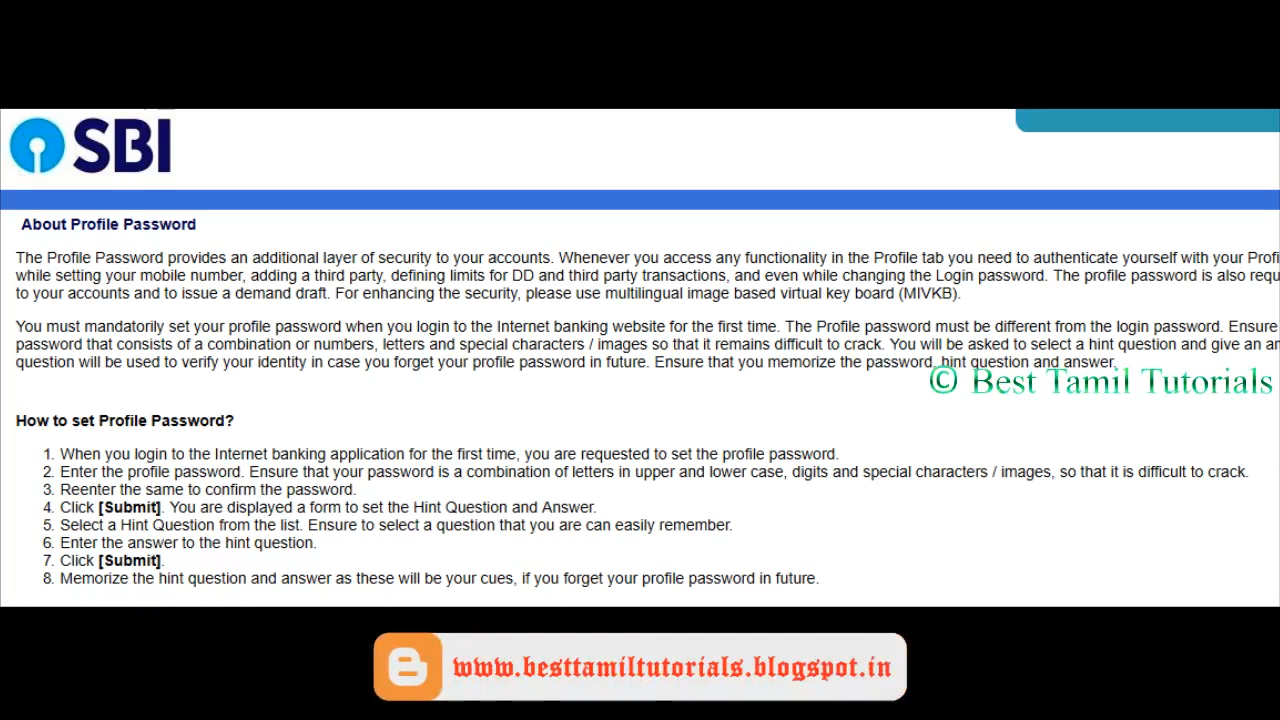 SBI
About Profile Password
The Profile Password provides an additional layer of security to your accounts. Whenever you access any functionality in the Profile tab you need to authenticate yourself with your Profi
while setting your mobile number, adding a third party, defining limits for DD and third party transactions, and even while changing the Login password. The profile password is also requ
to your accounts and to issue a demand draft. For enhancing the security, please use multilingual image based virtual key board (MIVKB).
You must mandatorily set your profile password when you login to the Internet banking website for the first time. The Profile password must be different from the login password. Ensure
password that consists of a combination or numbers, letters and special characters / images so that it remains difficult to crack. You will be asked to select a hint question and give an an
question will be used to verify your identity in case you forget your profile password in future. Ensure that you memorize the password, hint question and answer.
© Best Tamil Tutorials
How to set Profile Password?
1. When you login to the Internet banking application for the first time, you are requested to set the profile password.
2. Enter the profile password. Ensure that your password is a combination of letters in upper and lower case, digits and special characters / images, so that it is difficult to crack.
3. Reenter the same to confirm the password.
4. Click [Submit]. You are displayed a form to set the Hint Question and Answer.
5. Select a Hint Question from the list. Ensure to select a question that you are can easily remember.
6. Enter the answer to the hint question.
7. Click [Submit].
8. Memorize the hint question and answer as these will be your cues, if you forget your profile password in future.
www.besttamiltutorials.blogspot.in